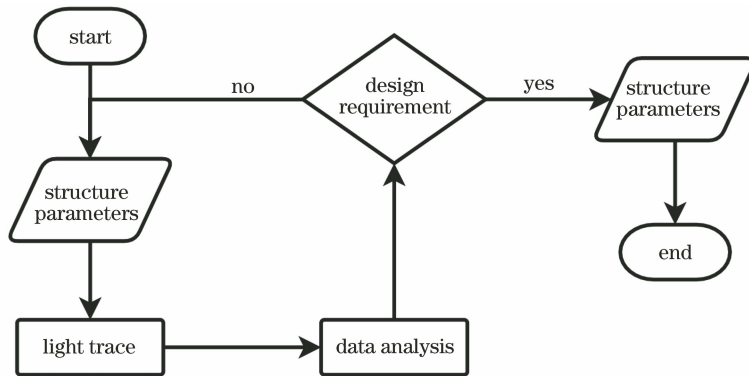 start
no
design
requirement
yes
structure
parameters
structure
parameters
end
light trace
data analysis